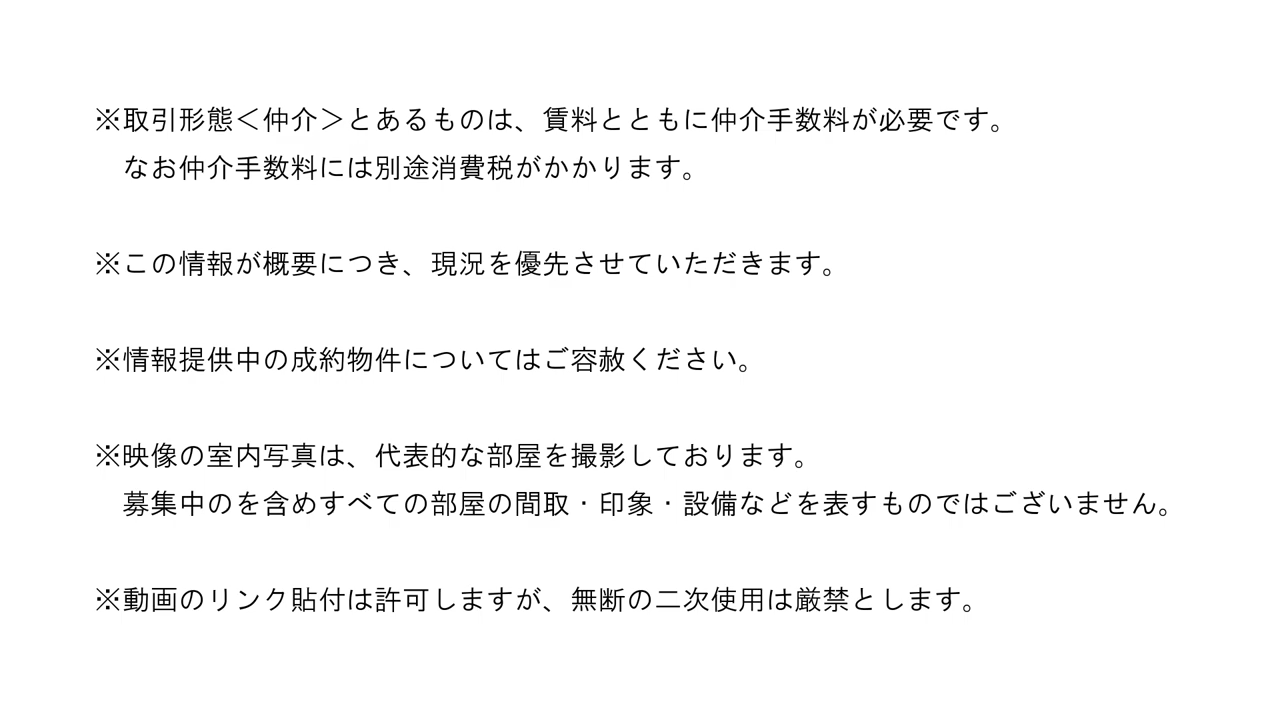 ※取引形態＜仲介＞とあるものは、賃料とともに仲介手数料が必要です。
なお仲介手数料には別途消費税がかかります。
※この情報が概要につき、現況を優先させていただきます。
※情報提供中の成約物件についてはご容赦ください。
※映像の室内写真は、代表的な部屋を撮影しております。
募集中のを含めすべての部屋の間取・印象・設備などを表すものではございません。
※動画のリンク貼付は許可しますが、無断の二次使用は厳禁とします。